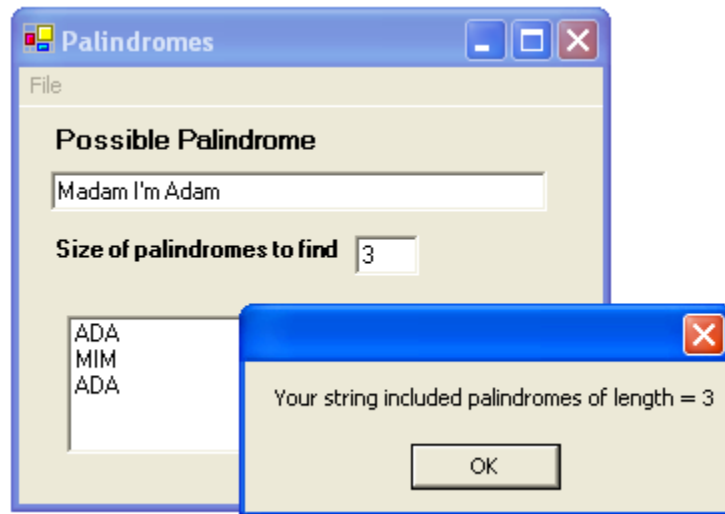 Palindromes
File
Possible Palindrome
Madam I'm Adam
Size of palindromes to find 3
ADA
MIM
ADA
Your string included palindromes of length = 3
OK